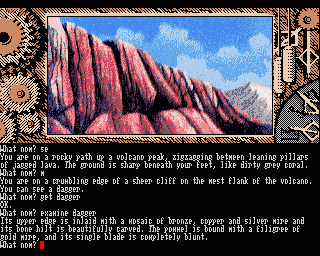 What now? se
You are on a rocky path up a volcano peak, zigzagging between leaning pillars
of jagged lava. The ground is sharp beneath your feet, like dirty grey coral.
What now? w
You are on a crumbling edge of a sheer cliff on the west flank of the volcano.
You can see a dagger.
What now? get dagger
OK.
What now? examine dagger
Its upper edge is inlaid with a mosaic of bronze, copper and silver wire and
its bone hilt is beautifully carved. The pommel is bound with a filigree of
gold wire, and its single blade is completely blunt.
What now?